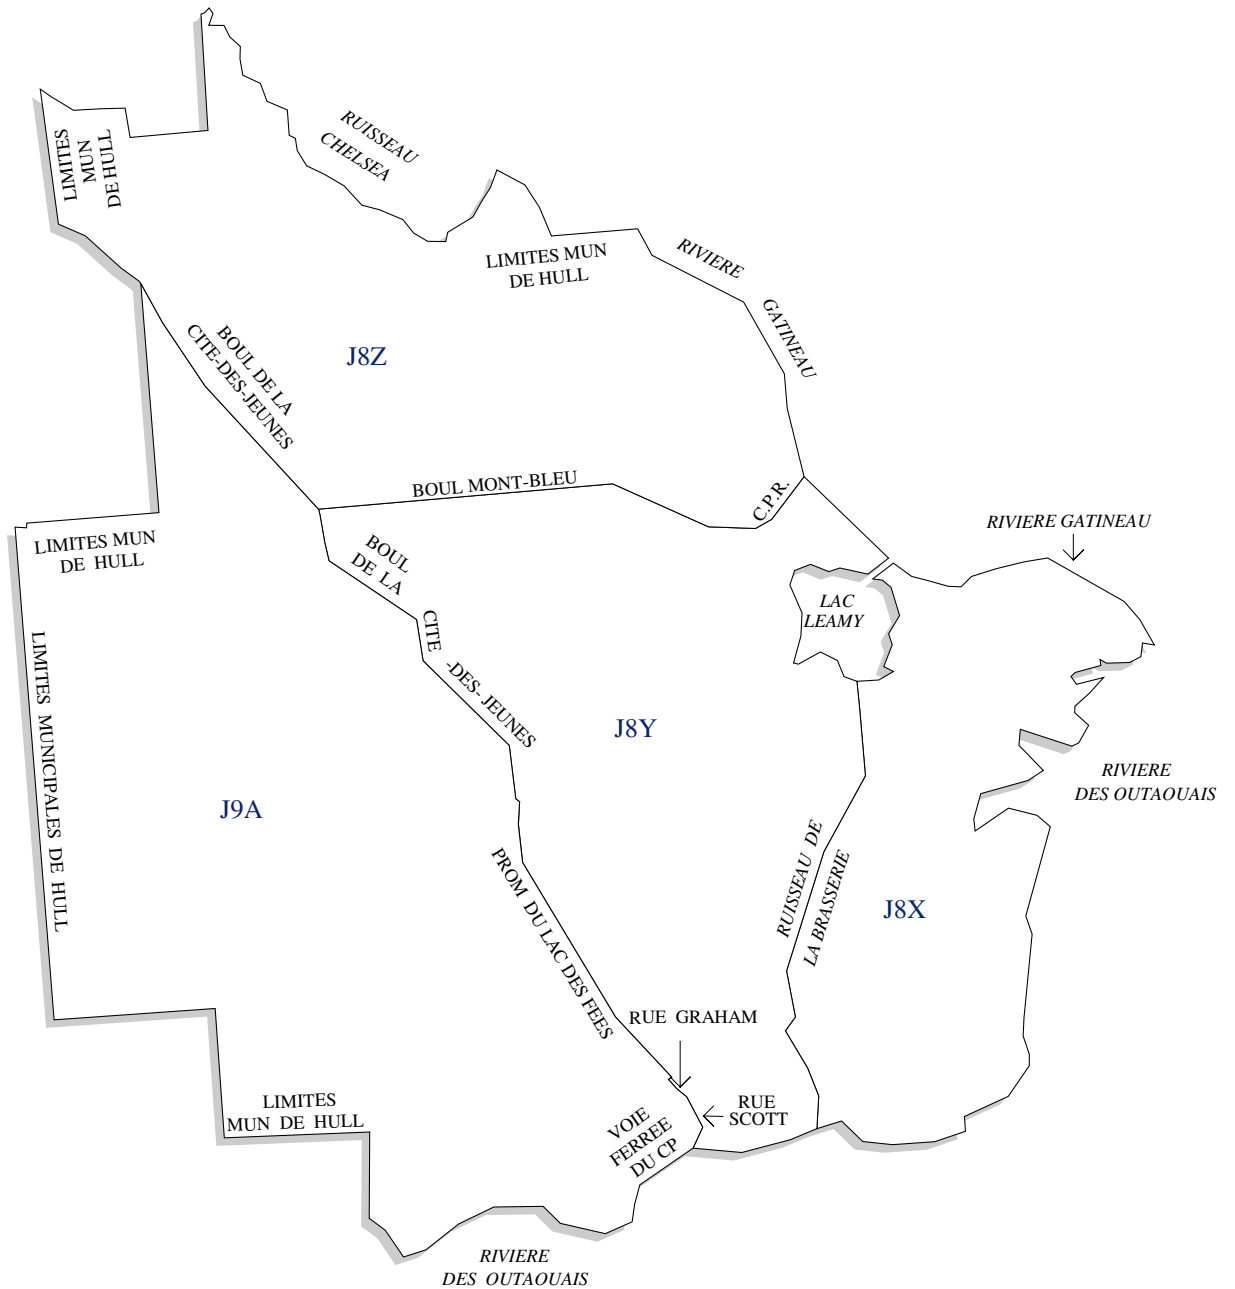 RUISSEAU
CHELSEA
LIMITES
MUN
DE HULL
LIMITES MUN
DE HULL
RIVIERE
GATINEAU
BOUL DE LA
CITE-DES-JEUNES
J8Z
BOUL MONT-BLEU
C.P.R.
RIVIERE GATINEAU
LIMITES MUN
DE HULL
BOUL
DE LA
CITE
-DES- JEUNES
LAC
LEAMY
LIMITES MUNICIPALES DE HULL
J8Y
RIVIERE
DES OUTAOUAIS
J9A
PROM DU LAC DES FEES
RUISSEAU DE
LA BRASSERIE
J8X
RUE GRAHAM
RUE
SCOTT
LIMITES
MUN DE HULL
VOIE
FERREE
DU CP
RIVIERE
DES OUTAOUAIS